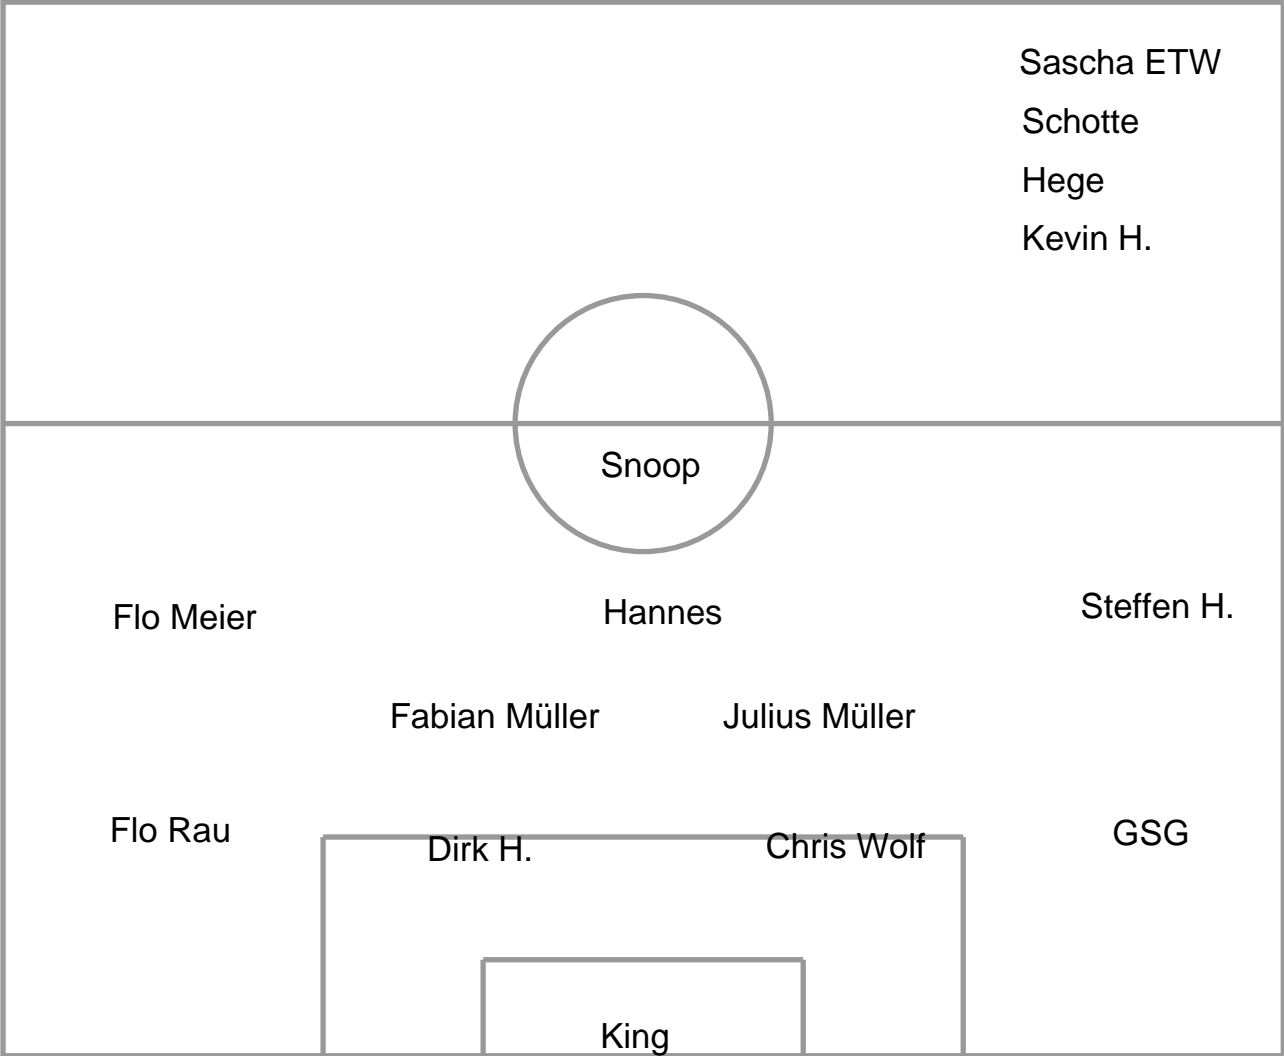 Sascha ETW
Schotte
Hege
Kevin H.
Snoop
Flo Meier
Hannes
Steffen H.
Fabian Müller
Julius Müller
Flo Rau
Dirk H.
Chris Wolf
GSG
King